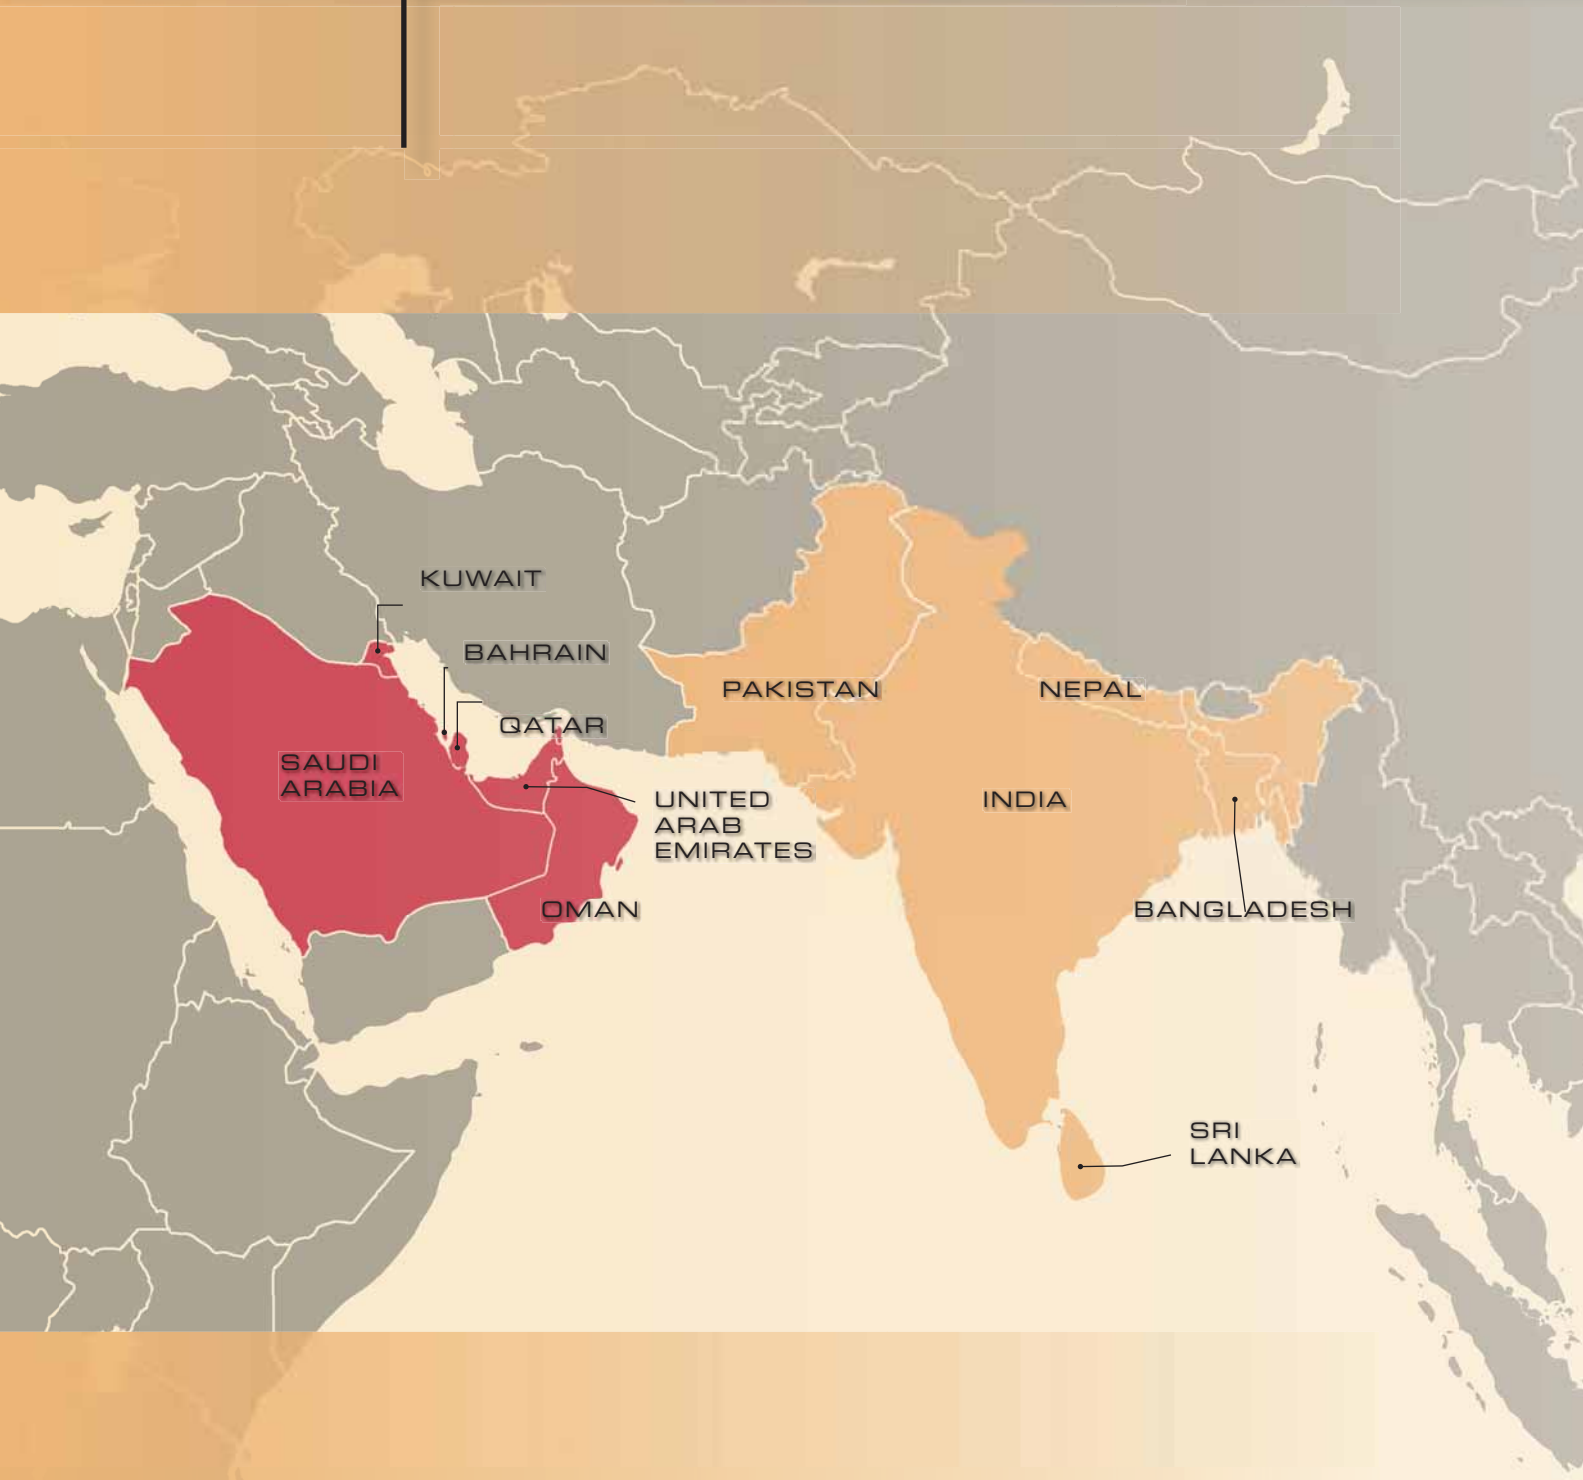 KUWAIT
BAHRAIN
PAKISTAN
NEPAL
QATAR
SAUDI
ARABIA
UNITED
ARAB
EMIRATES
INDIA
OMAN
BANGLADESH
SRI
LANKA